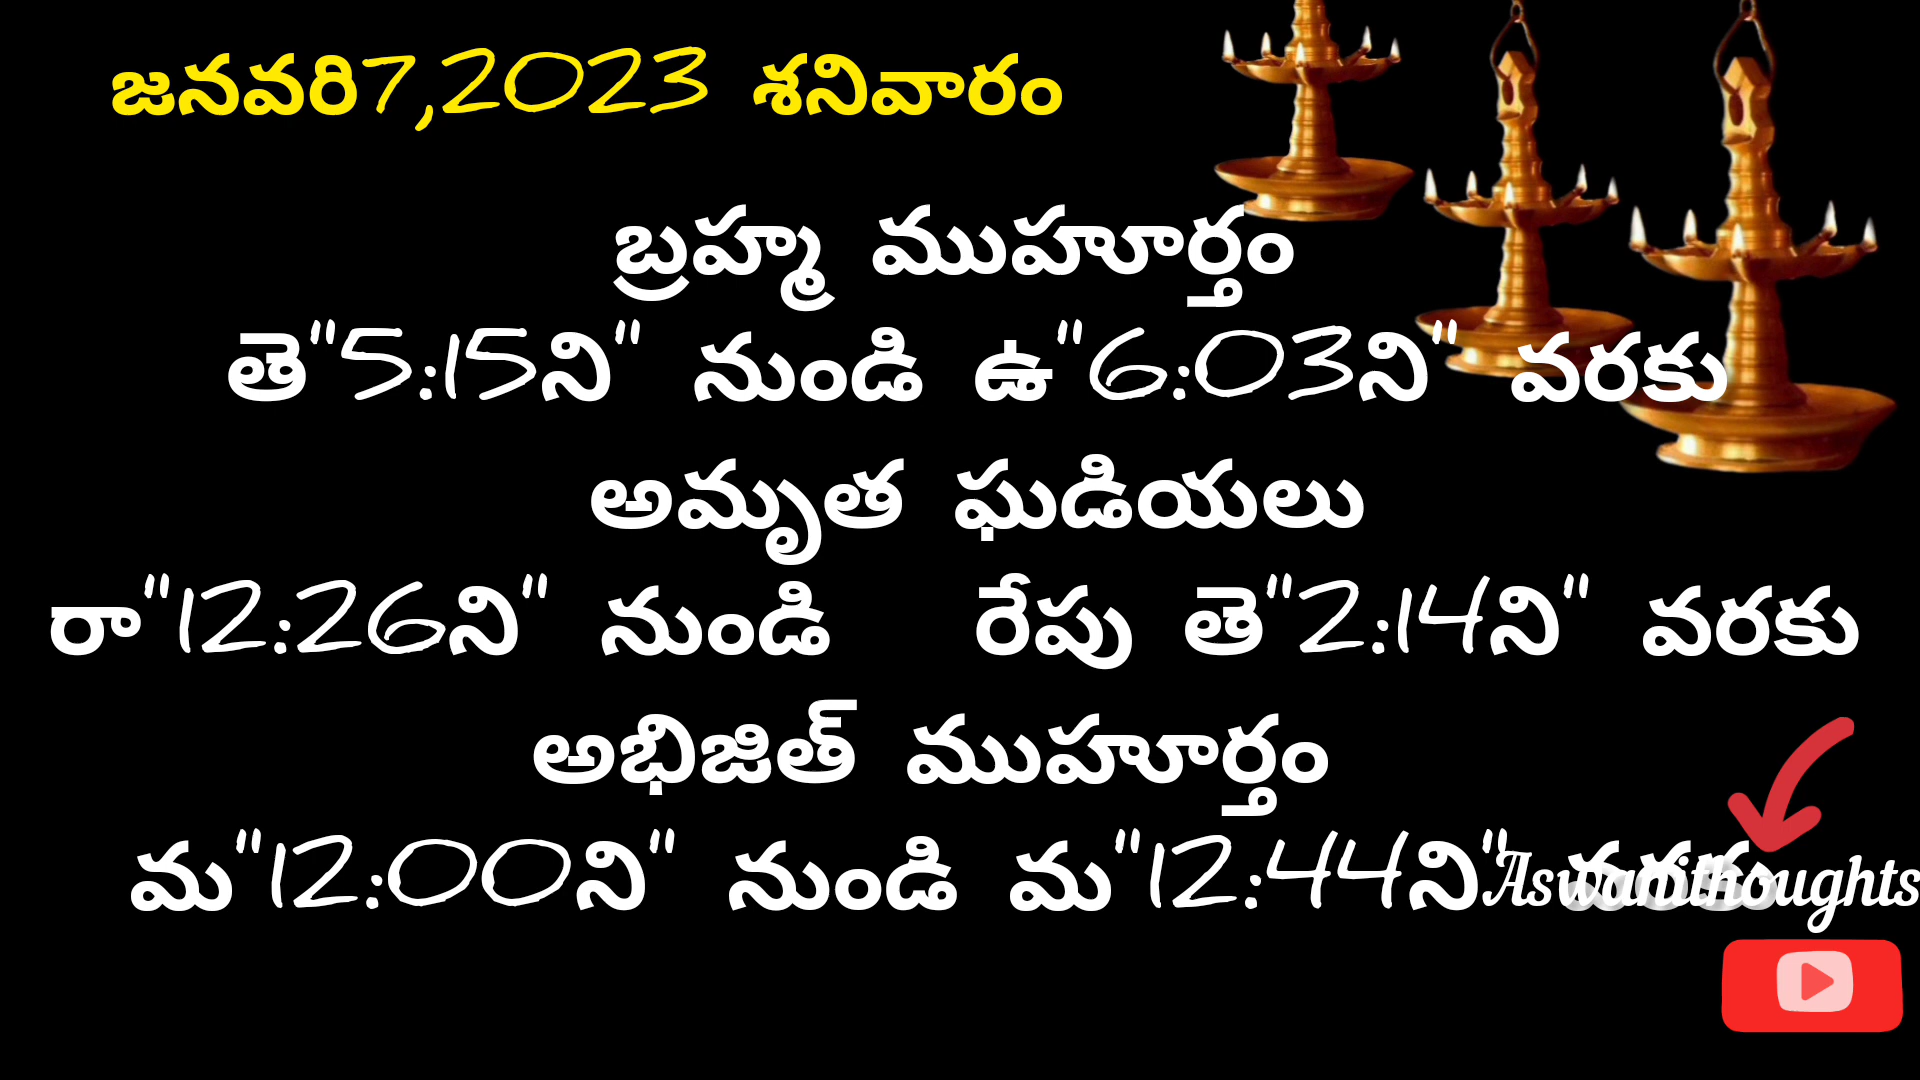 జనవరి7,2023 శనివారం
బ్రహ్మ ముహూర్తం
తె"5:15ని" నుండి ఉ"6:03ని" వరకు
అమృత ఘడియలు
రా"12:26ని" నుండి రేపు తె"2:14ని" వరకు
అభిజిత్ ముహూర్తం
మ"12:00ని" నుండి మ"12:44ని" వరకు
Aswanithoughts